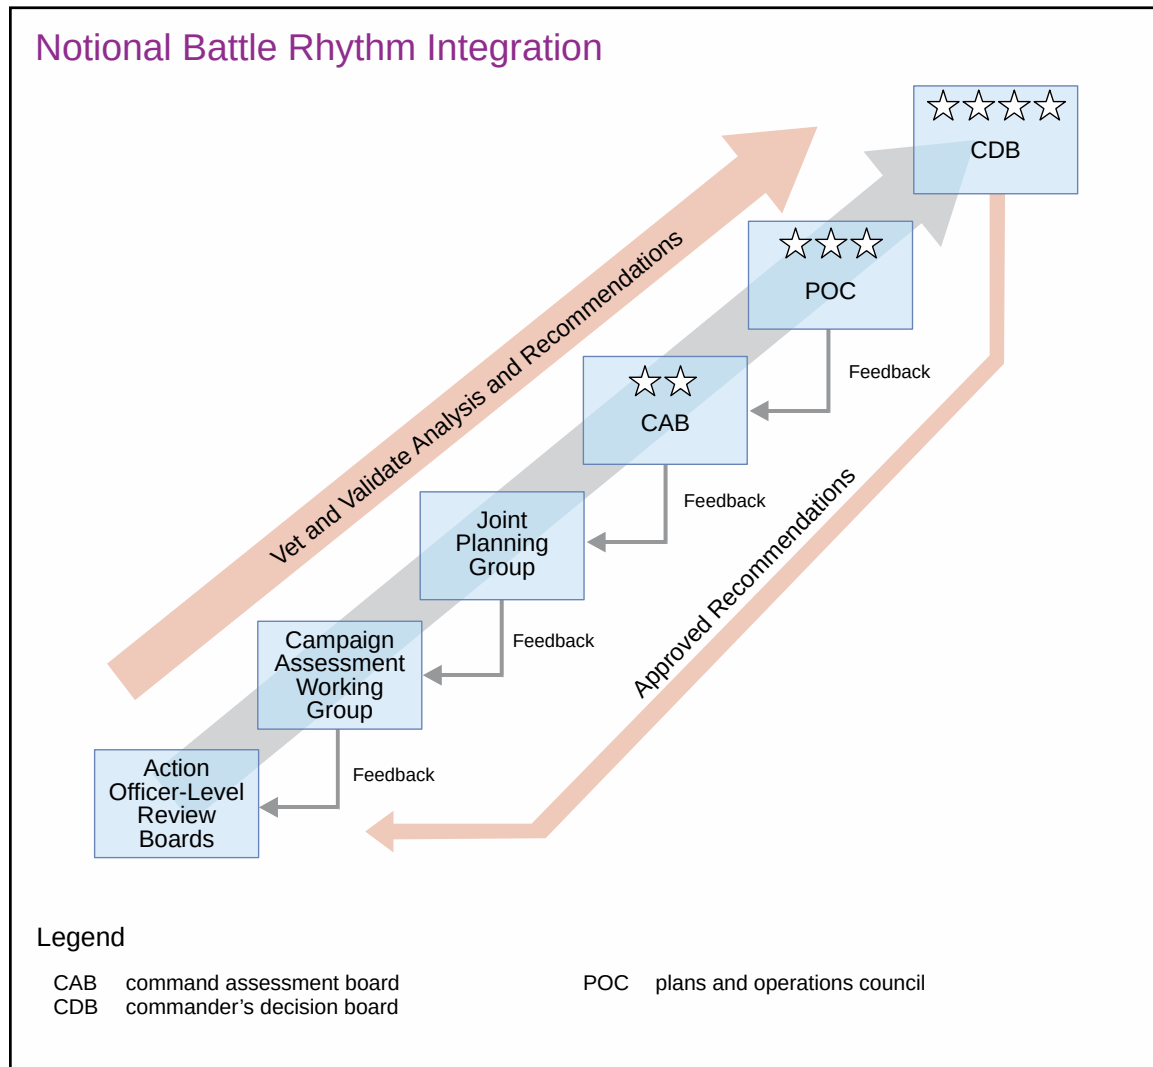 Notional Battle Rhythm Integration
CDB
POC
Feedback
CAB
Feedback
Vet and Validate Analysis and Recommendations
Joint
Planning
Group
Feedback
Approved Recommendations
Campaign
Assessment
Working
Group
Feedback
Action
Officer-Level
Review
Boards
Legend
CAB command assessment board
CDB commander's decision board
POC plans and operations council